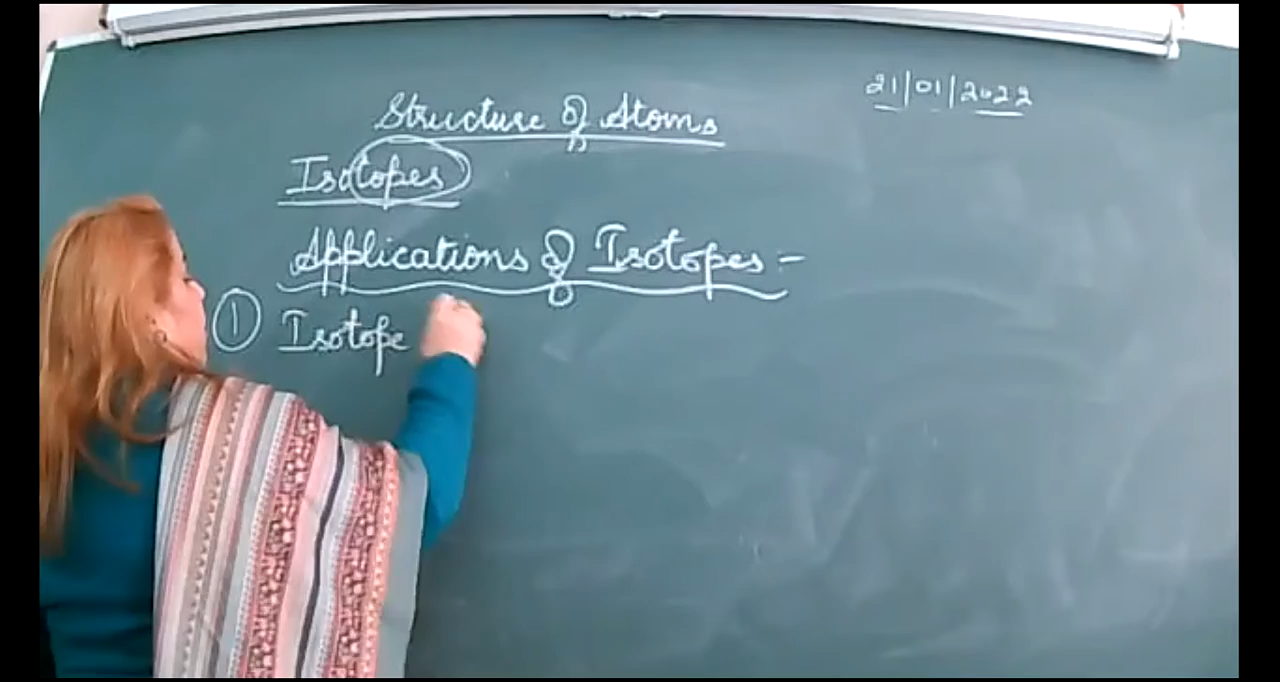 21/01/2022
Structure of Atoms
Isotopes
Applications of Isotopes :-
① Isotope